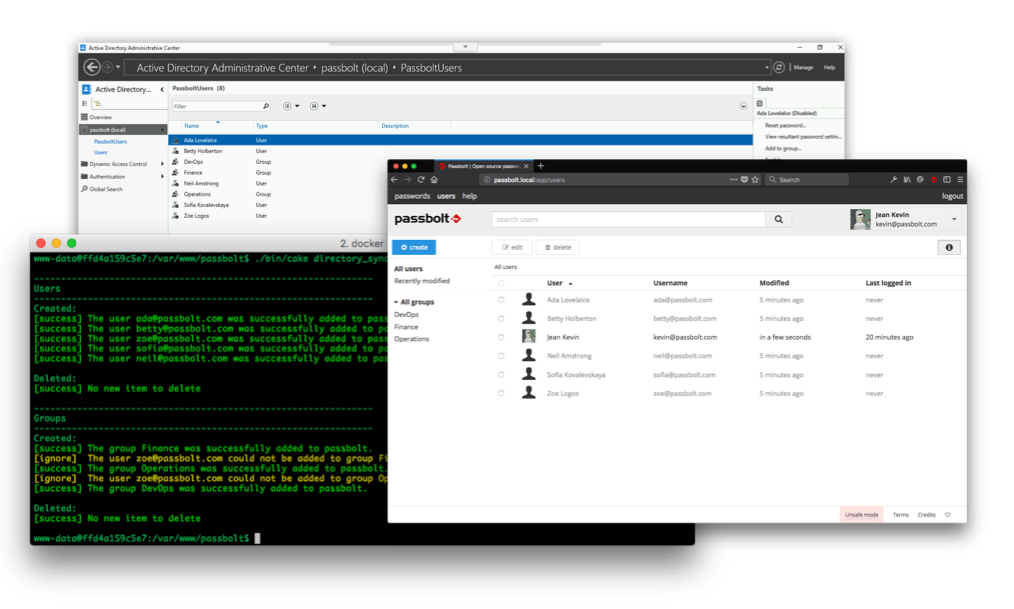 Active Directory Administrative Center
Active Directory Administrative Center • passbolt (local) • PassboltUsers
Manage
Help
Active Directory...
Overview
passbolt (local)
PassboltUsers
Users
Dynamic Access Control
Authentication
Global Search
PassboltUsers (8)
Filter
Name Type Description
Ada Lovelaice User
Betty Holberton User
DevOps Group
Finance Group
Neil Amstrong User
Operations Group
Sofia Kovalevskaya User
Zoe Logos User
Tasks
Ada Lovelaice (Disabled)
Reset password...
View resultant password settin...
Add to group...
2. docker
www-data@ffd4a159c5e7:/var/www/passbolt$ ./bin/cake directory_sync
Users
Created:
[success] The user ada@passbolt.com was successfully added to pass
[success] The user betty@passbolt.com was successfully added to pa
[success] The user zoe@passbolt.com was successfully added to pass
[success] The user sofia@passbolt.com was successfully added to pa
[success] The user neil@passbolt.com was successfully added to pas
Deleted:
[success] No new item to delete
Groups
Created:
[success] The group Finance was successfully added to passbolt.
[ignore] The user zoe@passbolt.com could not be added to group Fi
[success] The group Operations was successfully added to passbolt.
[ignore] The user zoe@passbolt.com could not be added to group Op
[success] The group DevOps was successfully added to passbolt.
Deleted:
[success] No new item to delete
www-data@ffd4a159c5e7:/var/www/passbolt$
Passbolt | Open source passw
passbolt.local/app/users
Search
passwords users help
logout
passbolt
search users
Jean Kevin
kevin@passbolt.com
create
edit
delete
All users
Recently modified
All groups
DevOps
Finance
Operations
All users
User Username Modified Last logged in
Ada Lovelaice ada@passbolt.com 5 minutes ago never
Betty Holberton betty@passbolt.com 5 minutes ago never
Jean Kevin kevin@passbolt.com in a few seconds 20 minutes ago
Neil Amstrong neil@passbolt.com 5 minutes ago never
Sofia Kovalevskaya sofia@passbolt.com 5 minutes ago never
Zoe Logos zoe@passbolt.com 5 minutes ago never
Unsafe mode
Terms
Credits